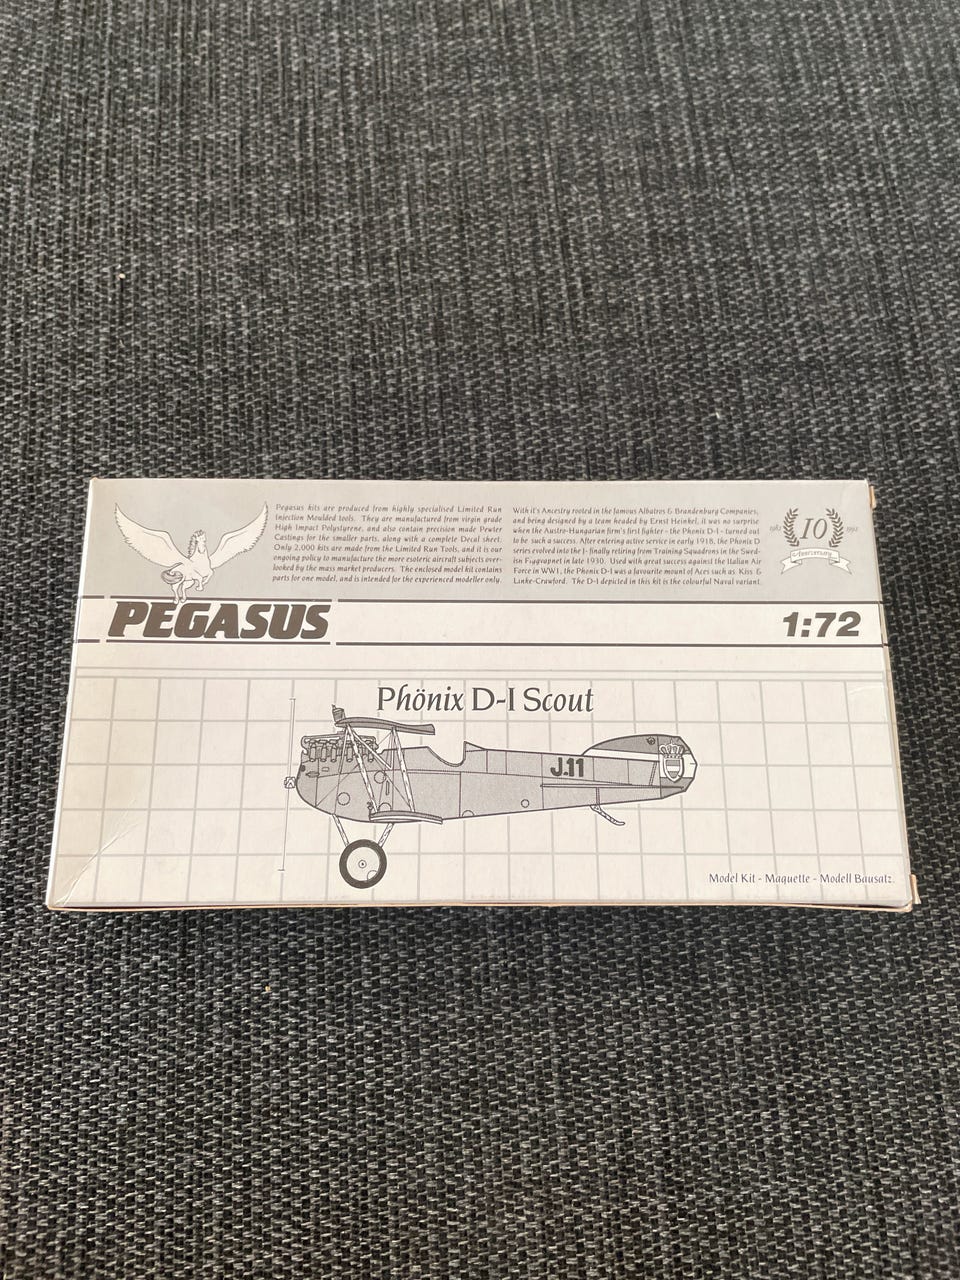 Pegasus kits are produced from highly specialised Limited Run
Injection Moulded tools. They are manufactured from virgin grade
High Impact Polystyrene, and also contain precision made Pewter
Castings for the smaller parts, along with a complete Decal sheet.
Only 2,000 kits are made from the Limited Run Tools, and it is our
ongoing policy to manufacture the more esoteric aircraft subjects over-
looked by the mass market producers. The enclosed model kit contains
parts for one model, and is intended for the experienced modeller only.
With it's Ancestry rooted in the famous Albatros & Brandenburg Companies,
and being designed by a team headed by Ernst Heinkel, it was no surprise
when the Austro-Hungarian firm's first fighter - the Phönix D-I - turned out
to be such a success. After entering active service in early 1918, the Phönix D
series evolved into the J- finally retiring from Training Squadrons in the Swed-
ish Flygvapnet in late 1930. Used with great success against the Italian Air
Force in WW1, the Phönix D-I was a favourite mount of Aces such as Kiss &
Linke-Crawford. The D-I depicted in this kit is the colourful Naval variant.
1983 10 1993
Anniversary
PEGASUS
1:72
Phönix D-I Scout
J.11
Model Kit - Maquette - Modell Bausatz